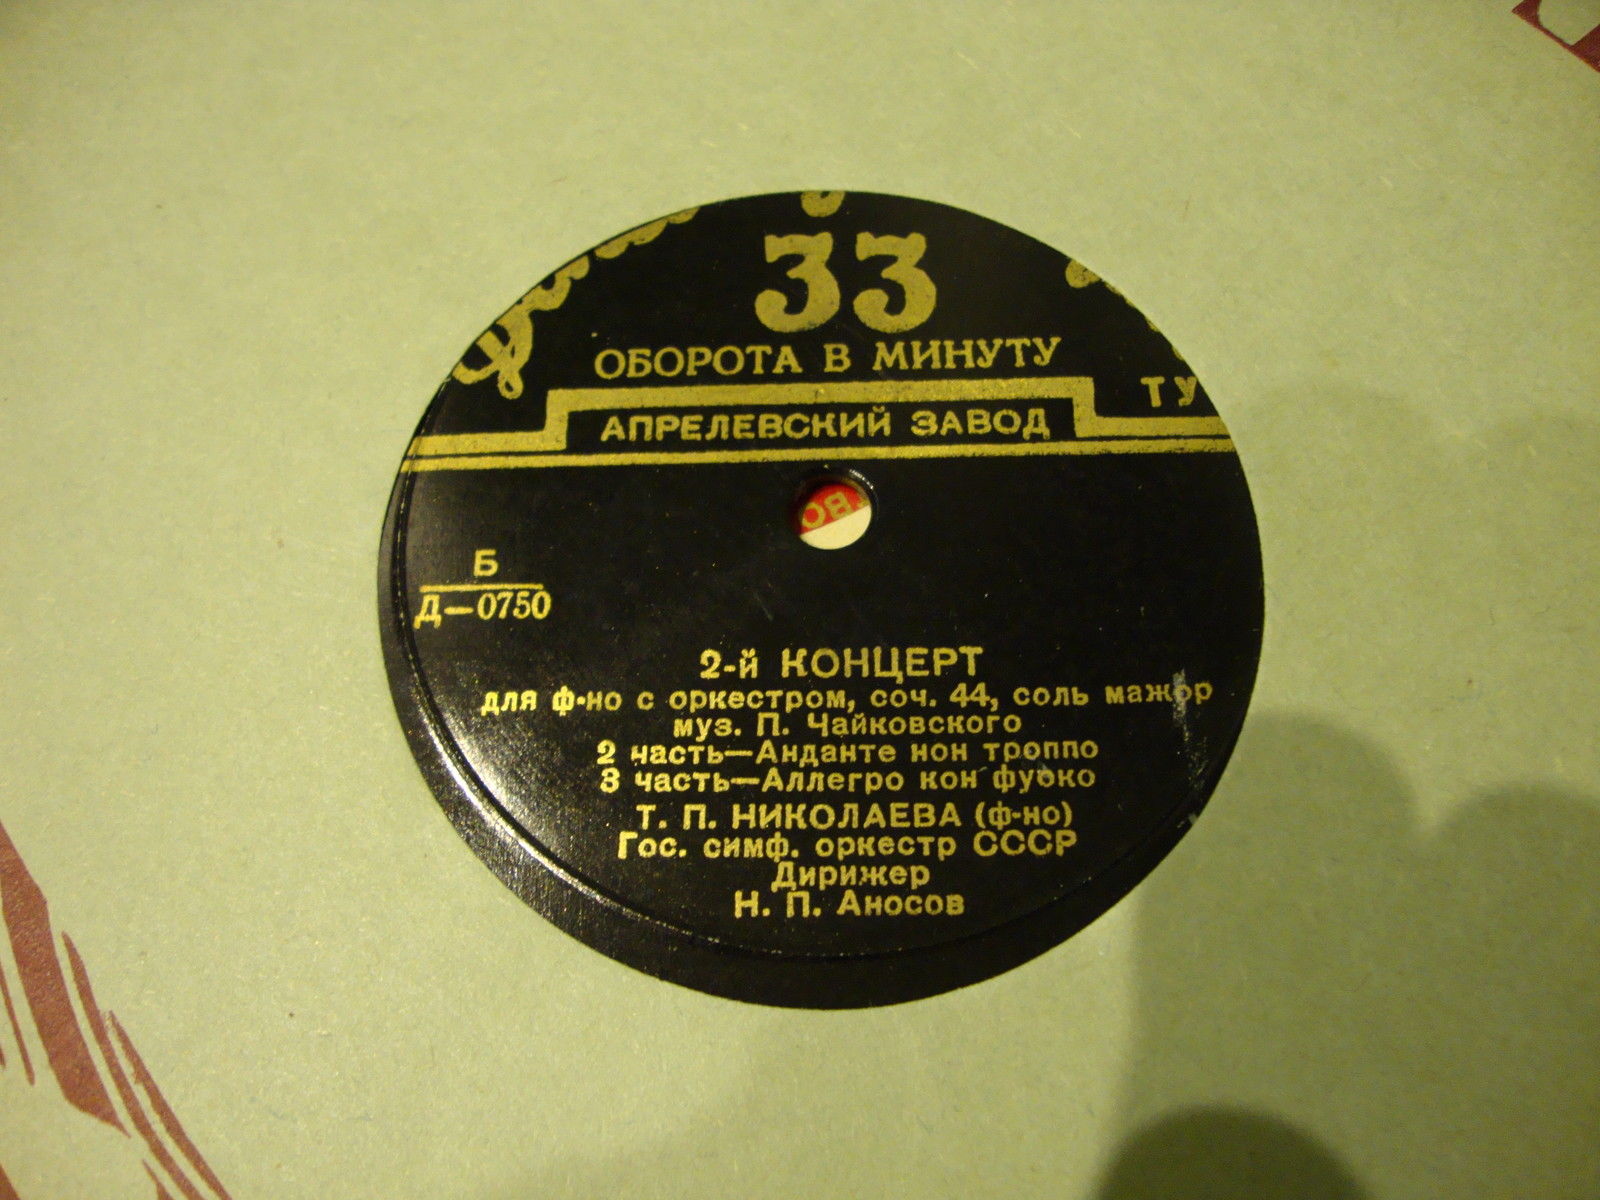 33
ОБОРОТА В МИНУТУ
ТУ
АПРЕЛЕВСКИЙ ЗАВОД
Б
Д—0750
2-й КОНЦЕРТ
для ф-но с оркестром, соч. 44, соль мажор
муз. П. Чайковского
2 часть—Анданте нон троппо
3 часть—Аллегро кон фуоко
Т. П. НИКОЛАЕВА (ф-но)
Гос. симф. оркестр СССР
Дирижер
Н. П. Аносов